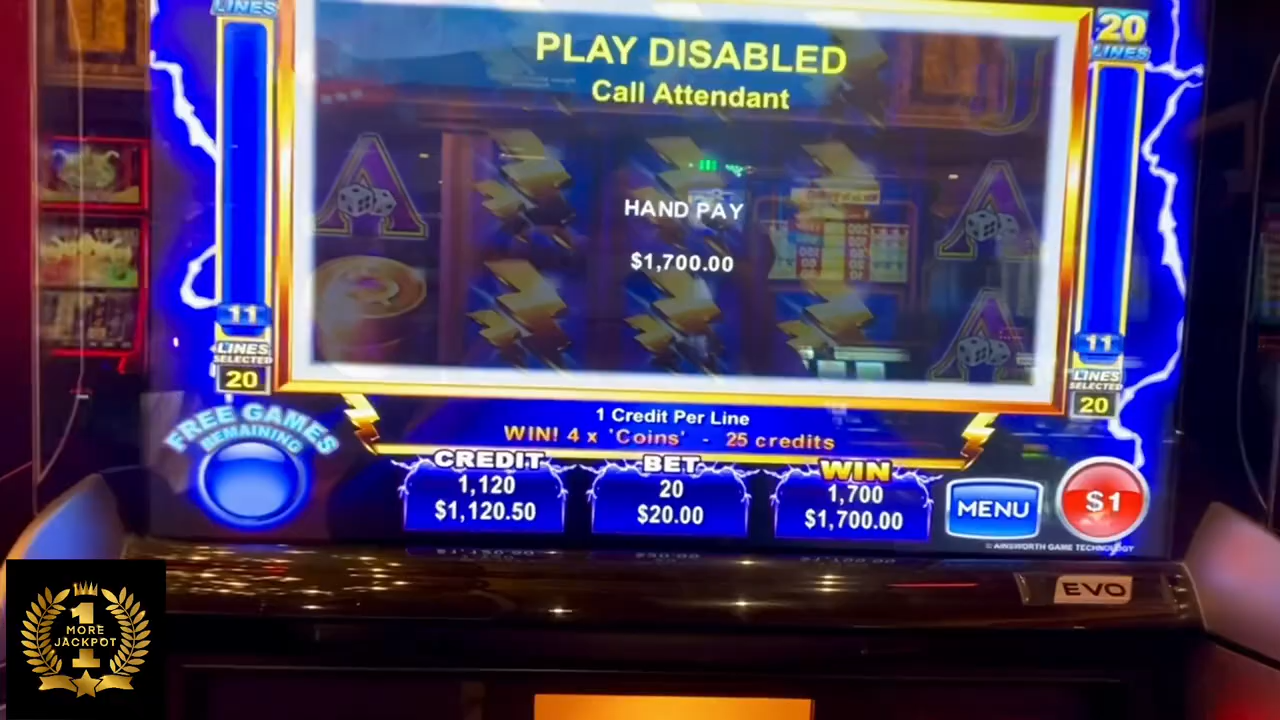 LINES
20
LINES
PLAY DISABLED
Call Attendant
HAND PAY
$1,700.00
11
LINES
SELECTED
20
11
LINES
SELECTED
20
FREE GAMES
REMAINING
1 Credit Per Line
WIN! 4 x 'Coins' - 25 credits
CREDIT
1,120
$1,120.50
BET
20
$20.00
WIN
1,700
$1,700.00
MENU
$1
© AINSWORTH GAME TECHNOLOGY
EVO
1
MORE
JACKPOT